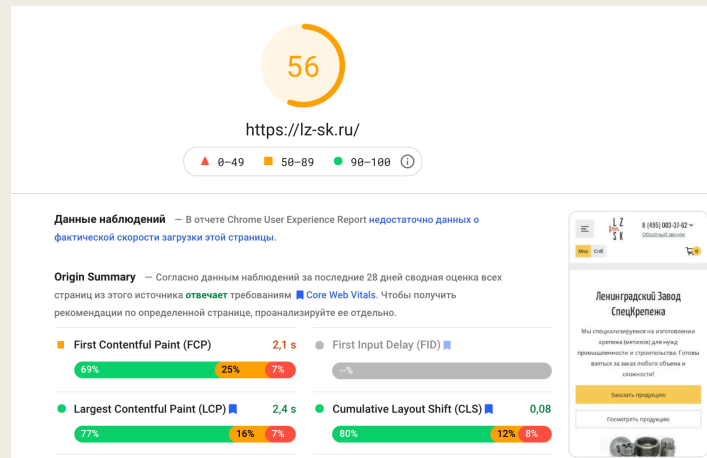 56
https://lz-sk.ru/
0–49 50–89 90–100
Данные наблюдений — В отчете Chrome User Experience Report недостаточно данных о
фактической скорости загрузки этой страницы.
Origin Summary — Согласно данным наблюдений за последние 28 дней сводная оценка всех
страниц из этого источника отвечает требованиям Core Web Vitals. Чтобы получить
рекомендации по определенной странице, проанализируйте ее отдельно.
First Contentful Paint (FCP) 2,1 s
69% 25% 7%
First Input Delay (FID)
--%
Largest Contentful Paint (LCP) 2,4 s
77% 16% 7%
Cumulative Layout Shift (CLS) 0,08
80% 12% 8%
LZ
SK
8 (495) 003-37-62
Обратный звонок
Мск Спб
0
Ленинградский Завод
СпецКрепежа
Мы специализируемся на изготовлении
крепежа (метизов) для нужд
промышленности и строительства. Готовы
взяться за заказ любого объема и
сложности!
Заказать продукцию
Посмотреть продукцию